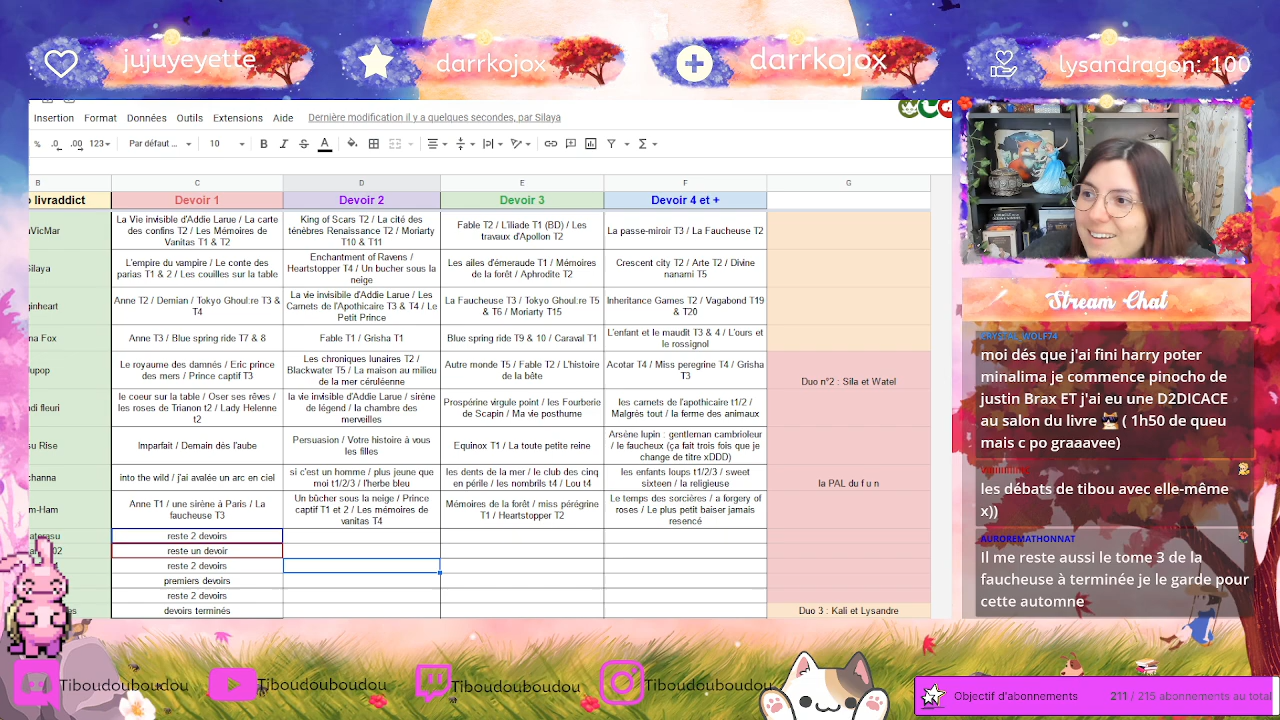 jujuyeyette
darrkojox
darrkojox
lysandragon: 100
Insertion Format Données Outils Extensions Aide Dernière modification il y a quelques secondes, par Silaya
% .0 .00 123 Par défaut ... 10 B I S A
B C D E F G
livraddict Devoir 1 Devoir 2 Devoir 3 Devoir 4 et +
VicMar
La Vie invisible d'Addie Larue / La carte
des confins T2 / Les Mémoires de
Vanitas T1 & T2
King of Scars T2 / La cité des
ténèbres Renaissance T2 / Moriarty
T10 & T11
Fable T2 / L'iliade T1 (BD) / Les
travaux d'Apollon T2
La passe-miroir T3 / La Faucheuse T2
Silaya
L'empire du vampire / Le conte des
parias T1 & 2 / Les couilles sur la table
Enchantment of Ravens /
Heartstopper T4 / Un bucher sous la
neige
Les ailes d'émeraude T1 / Mémoires
de la forêt / Aphrodite T2
Crescent city T2 / Arte T2 / Divine
nanami T5
ginheart
Anne T2 / Demian / Tokyo Ghoul:re T3 &
T4
La vie invisible d'Addie Larue / Les
Carnets de l'Apothicaire T3 & T4 / Le
Petit Prince
La Faucheuse T3 / Tokyo Ghoul:re T5
& T6 / Moriarty T15
Inheritance Games T2 / Vagabond T19
& T20
na Fox
Anne T3 / Blue spring ride T7 & 8
Fable T1 / Grisha T1
Blue spring ride T9 & 10 / Caraval T1
L'enfant et le maudit T3 & 4 / L'ours et
le rossignol
upop
Le royaume des damnés / Eric prince
des mers / Prince captif T3
Les chroniques lunaires T2 /
Blackwater T5 / La maison au milieu
de la mer céruléenne
Autre monde T5 / Fable T2 / L'histoire
de la bête
Acotar T4 / Miss peregrine T4 / Grisha
T3
Duo n°2 : Sila et Watel
di fleuri
le coeur sur la table / Oser ses rêves /
les roses de Trianon t2 / Lady Helenne
t2
la vie invisible d'Addie Larue / sirène
de légend / la chambre des
merveilles
Prospérine virgule point / les Fourberie
de Scapin / Ma vie posthume
les carnets de l'apothicaire t1/2 /
Malgrès tout / la ferme des animaux
su Rise
Imparfait / Demain dès l'aube
Persuasion / Votre histoire à vous
les filles
Equinox T1 / La toute petite reine
Arsène lupin : gentleman cambrioleur
/ le faucheux (ca fait trois fois que je
change de titre xDDD)
channa
into the wild / j'ai avalée un arc en ciel
si c'est un homme / plus jeune que
moi t1/2/3 / l'herbe bleu
les dents de la mer / le club des cinq
en périle / les nombrils t4 / Lou t4
les enfants loups t1/2/3 / sweet
sixteen / la religieuse
la PAL du f u n
m-Ham
Anne T1 / une sirène à Paris / La
faucheuse T3
Un bûcher sous la neige / Prince
captif T1 et 2 / Les mémoires de
vanitas T4
Mémoires de la forêt / miss pérégrine
T1 / Heartstopper T2
Le temps des sorcières / a forgery of
roses / Le plus petit baiser jamais
resencé
reste 2 devoirs
reste un devoir
reste 2 devoirs
premiers devoirs
reste 2 devoirs
devoirs terminés
Duo 3 : Kali et Lysandre
Stream Chat
moi dés que j'ai fini harry poter
minalima je commence pinocho de
justin Brax ET j'ai eu une D2DICACE
au salon du livre ( 1h50 de queu
mais c po graaavee)
les débats de tibou avec elle-même
x))
AUROREMATHONNAT
Il me reste aussi le tome 3 de la
faucheuse à terminée je le garde pour
cette automne
Tiboudouboudou
Tiboudouboudou
Tiboudouboudou
Tiboudouboudou
Objectif d'abonnements 211 / 215 abonnements au total